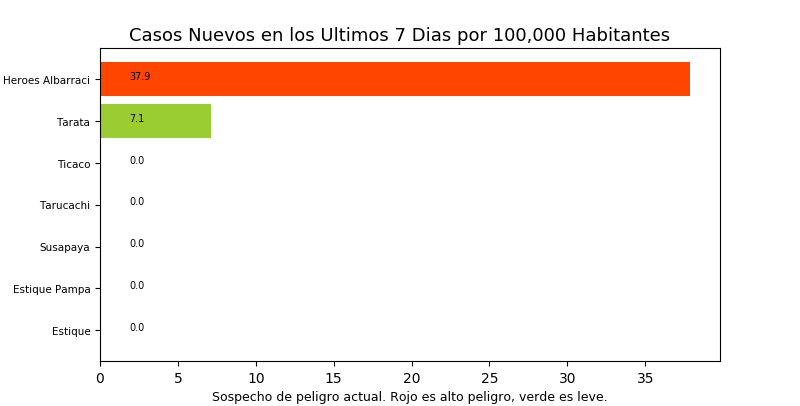 Casos Nuevos en los Ultimos 7 Dias por 100,000 Habitantes
Heroes Albarraci 37.9
Tarata 7.1
Ticaco 0.0
Tarucachi 0.0
Susapaya 0.0
Estique Pampa 0.0
Estique 0.0
0 5 10 15 20 25 30 35
Sospecho de peligro actual. Rojo es alto peligro, verde es leve.